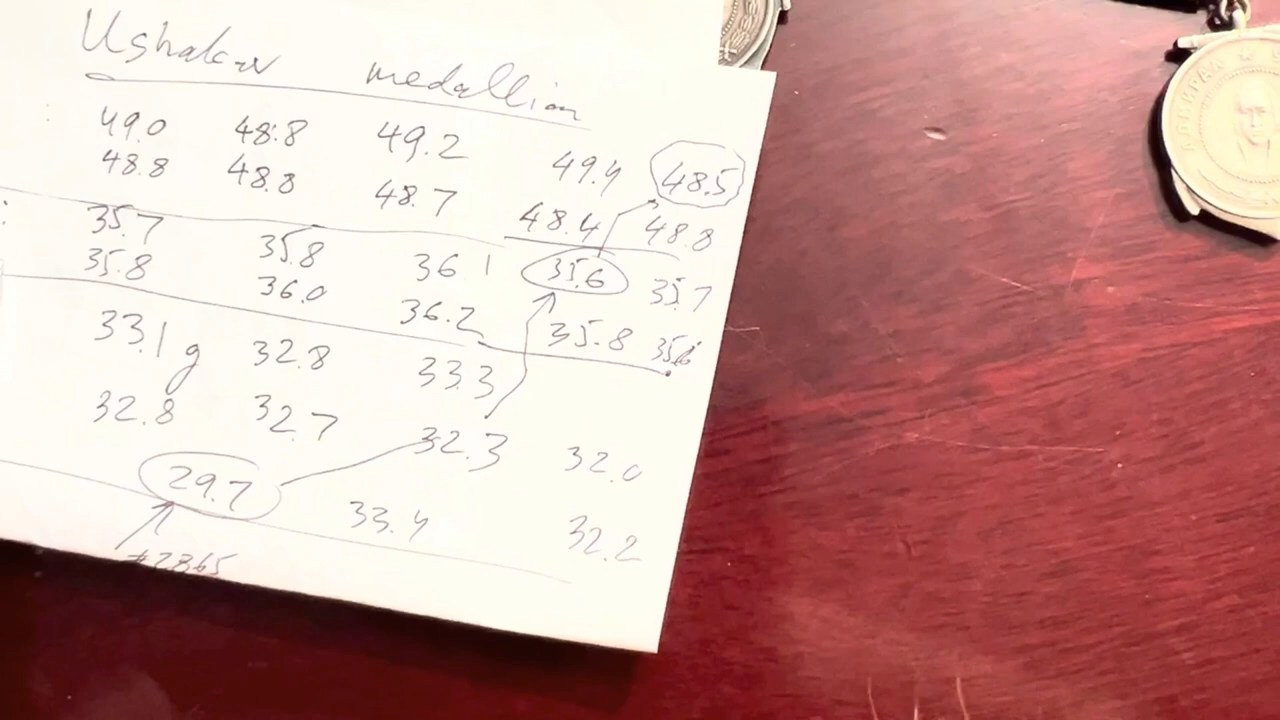 Ushakov medallion
49.0 48.8 49.2 49.4 48.5
48.8 48.8 48.7 48.4 48.8
: 35.7 35.8 36.1 35.6 35.7
35.8 36.0 36.2 35.8 35.6
33.1 g 32.8 33.3
32.8 32.7 32.3 32.0
29.7 33.4 32.2
#2365